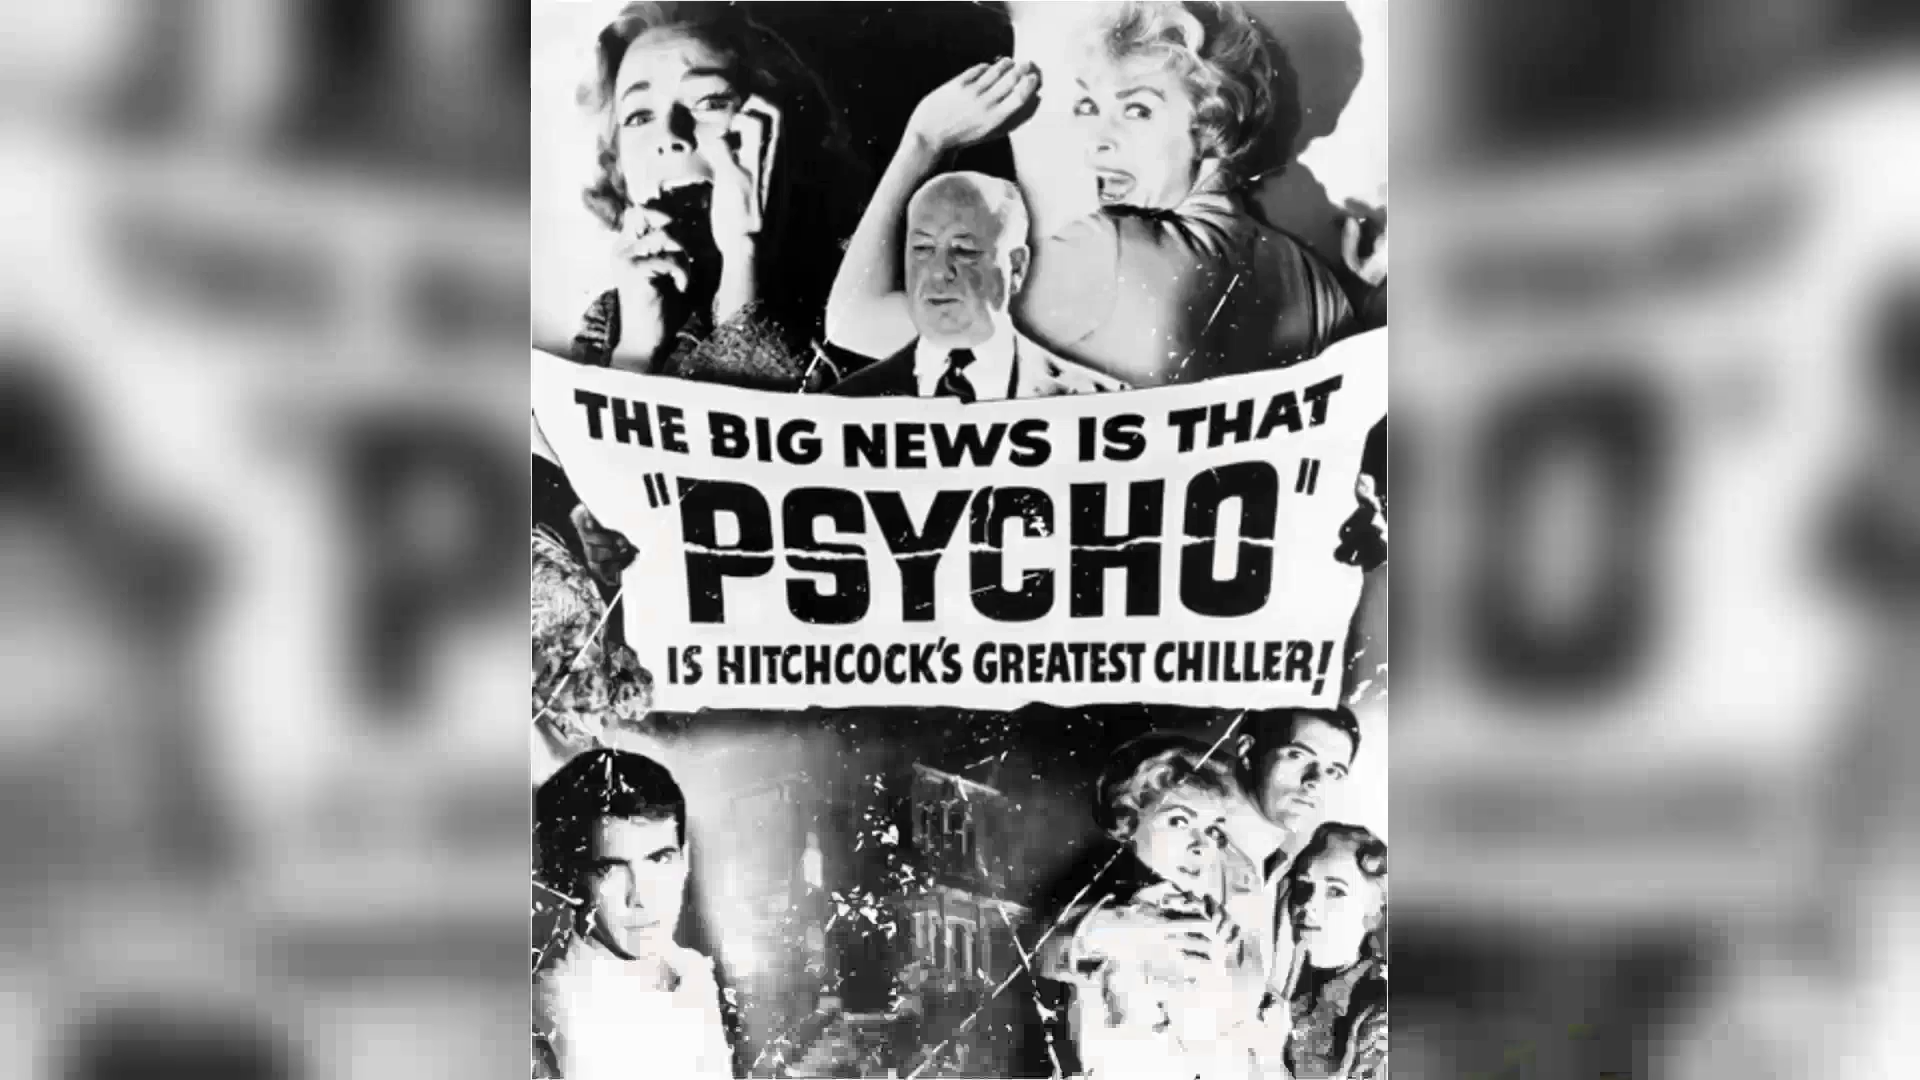 THE BIG NEWS IS THAT
"PSYCHO"
IS HITCHCOCK'S GREATEST CHILLER!